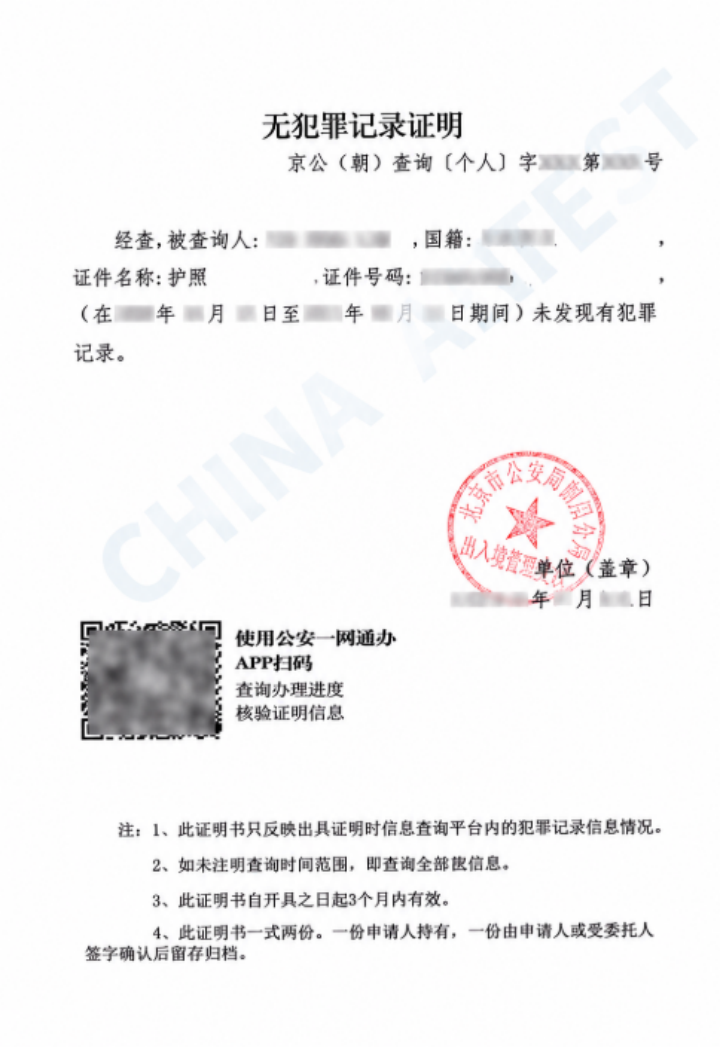 无犯罪记录证明
京公（朝）查询〔个人〕字 第 号
经查，被查询人： ，国籍： ，
证件名称：护照 ，证件号码： ，
（在 年 月 日至 年 月 日期间）未发现有犯罪
记录。
CHINA
北京市公安局朝阳分局
出入境管理
单位（盖章）
年 月 日
使用公安一网通办
APP扫码
查询办理进度
核验证明信息
注：1、此证明书只反映出具证明时信息查询平台内的犯罪记录信息情况。
2、如未注明查询时间范围，即查询全部 信息。
3、此证明书自开具之日起3个月内有效。
4、此证明书一式两份。一份申请人持有，一份由申请人或受委托人
签字确认后留存归档。